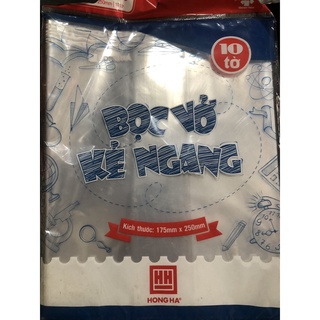 10
tờ
BỌC VỞ
KẺ NGANG
Kích thước: 175mm x 250mm
HH
HONG HA